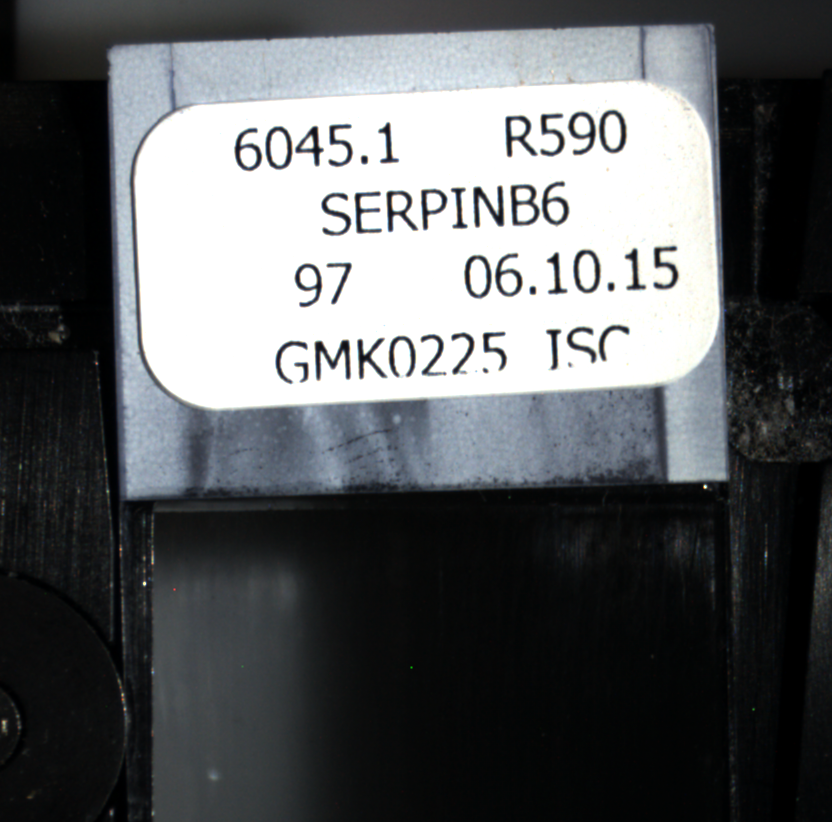 6045.1 R590
SERPINB6
97 06.10.15
GMK0225 ISC